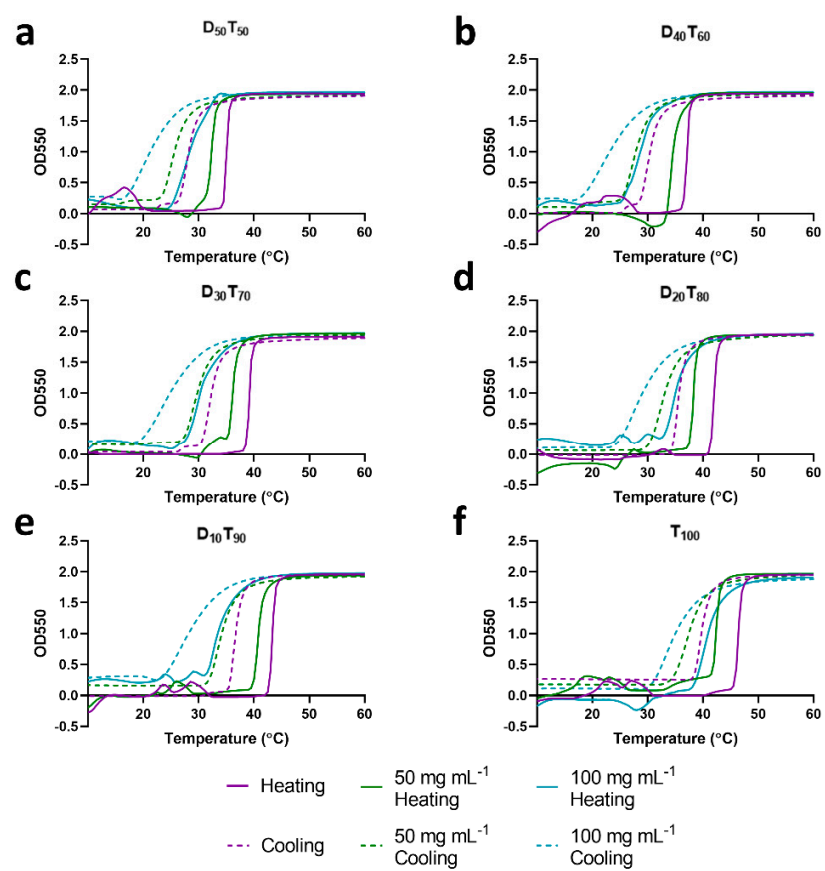 a
D₅₀T₅₀
2.5
2.0
1.5
1.0
0.5
0.0
-0.5
OD550
20 30 40 50 60
Temperature (°C)
b
D₄₀T₆₀
2.5
2.0
1.5
1.0
0.5
0.0
-0.5
OD550
20 30 40 50 60
Temperature (°C)
c
D₃₀T₇₀
2.5
2.0
1.5
1.0
0.5
0.0
-0.5
OD550
20 30 40 50 60
Temperature (°C)
d
D₂₀T₈₀
2.5
2.0
1.5
1.0
0.5
0.0
-0.5
OD550
20 30 40 50 60
Temperature (°C)
e
D₁₀T₉₀
2.5
2.0
1.5
1.0
0.5
0.0
-0.5
OD550
20 30 40 50 60
Temperature (°C)
f
T₁₀₀
2.5
2.0
1.5
1.0
0.5
0.0
-0.5
OD550
20 30 40 50 60
Temperature (°C)
Heating
50 mg mL⁻¹
Heating
100 mg mL⁻¹
Heating
Cooling
50 mg mL⁻¹
Cooling
100 mg mL⁻¹
Cooling